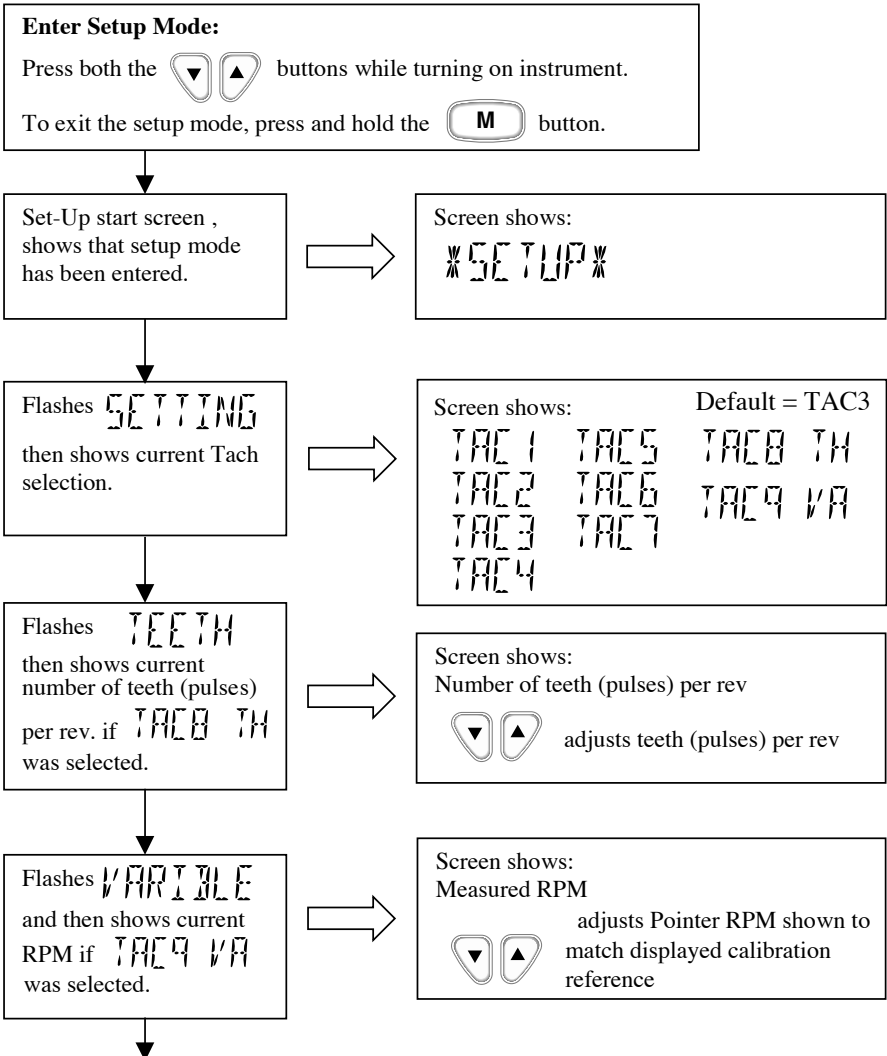 Enter Setup Mode:
Press both the ▼ ▲ buttons while turning on instrument.
To exit the setup mode, press and hold the M button.
Set-Up start screen ,
shows that setup mode
has been entered.
Screen shows:
*SETUP*
Flashes SETTING
then shows current Tach
selection.
Screen shows: Default = TAC3
TAC1 TAC5 TAC8 TH
TAC2 TAC6 TAC9 VA
TAC3 TAC7
TAC4
Flashes TEETH
then shows current
number of teeth (pulses)
per rev. if TAC8 TH
was selected.
Screen shows:
Number of teeth (pulses) per rev
▼ ▲ adjusts teeth (pulses) per rev
Flashes VARIBLE
and then shows current
RPM if TAC9 VA
was selected.
Screen shows:
Measured RPM
adjusts Pointer RPM shown to
▼ ▲ match displayed calibration
reference